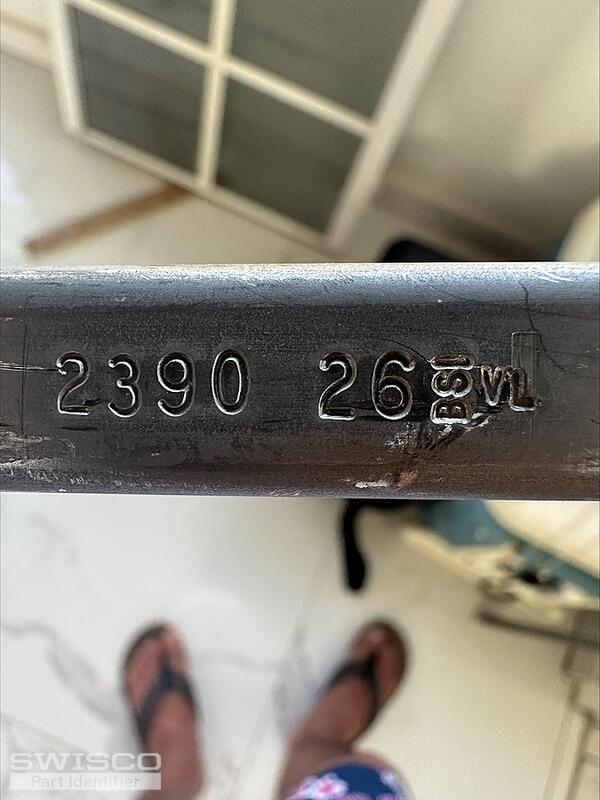 2390 26 BSI VL
SWISCO
Part Identifier